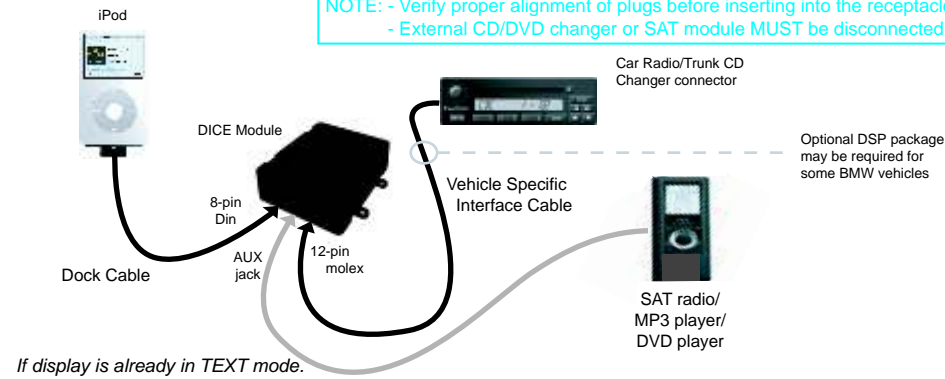 NOTE: - Verify proper alignment of plugs before inserting into the receptacle
- External CD/DVD changer or SAT module MUST be disconnected
iPod
Car Radio/Trunk CD
Changer connector
DICE Module
Optional DSP package
may be required for
some BMW vehicles
Vehicle Specific
Interface Cable
8-pin
Din
AUX
jack
12-pin
molex
Dock Cable
SAT radio/
MP3 player/
DVD player
If display is already in TEXT mode.